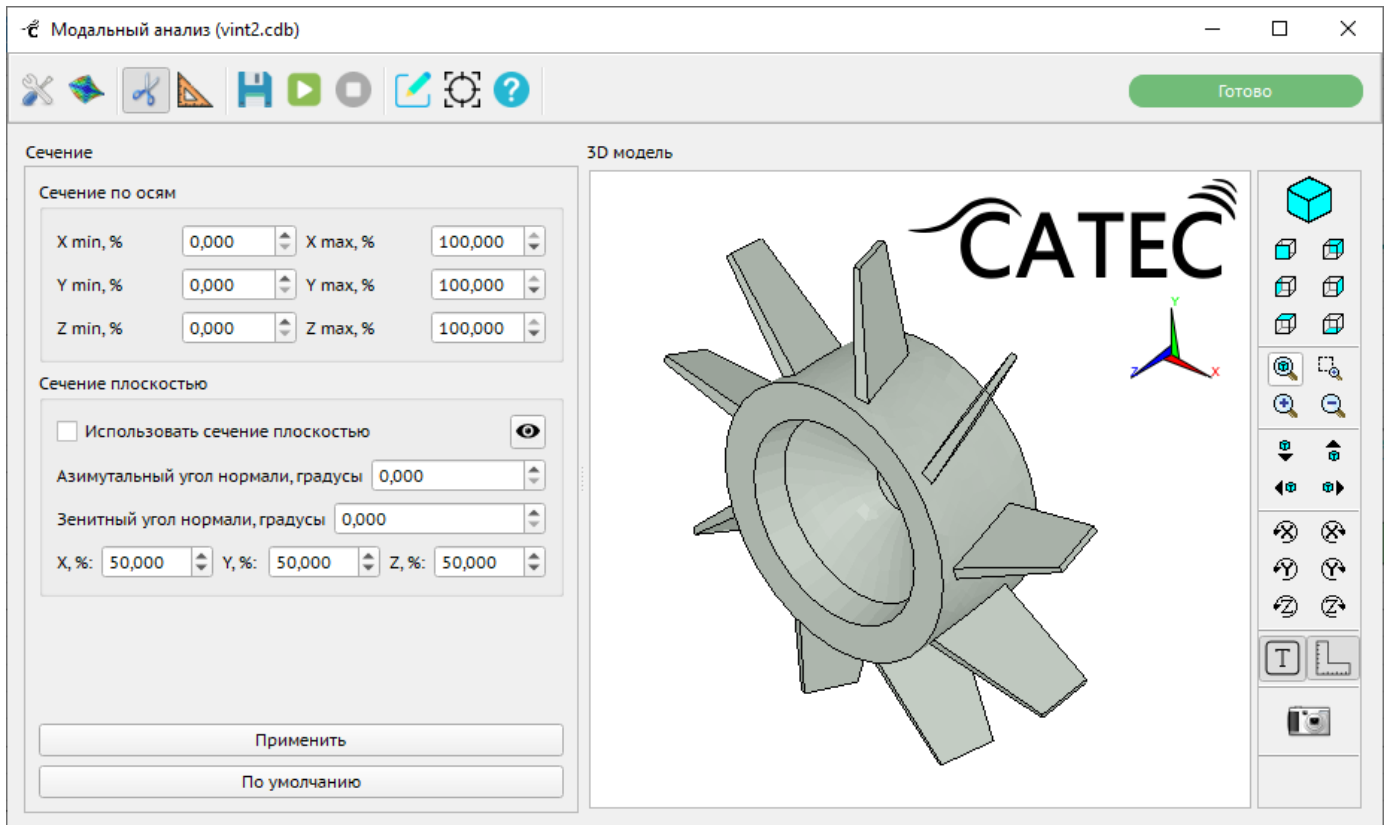 Модальный анализ (vint2.cdb)
Готово
Сечение
Сечение по осям
X min, % 0,000 X max, % 100,000
Y min, % 0,000 Y max, % 100,000
Z min, % 0,000 Z max, % 100,000
Сечение плоскостью
Использовать сечение плоскостью
Азимутальный угол нормали, градусы 0,000
Зенитный угол нормали, градусы 0,000
X, %: 50,000 Y, %: 50,000 Z, %: 50,000
Применить
По умолчанию
3D модель
CATEC
Y
Z X
X X
Y Y
Z Z
T